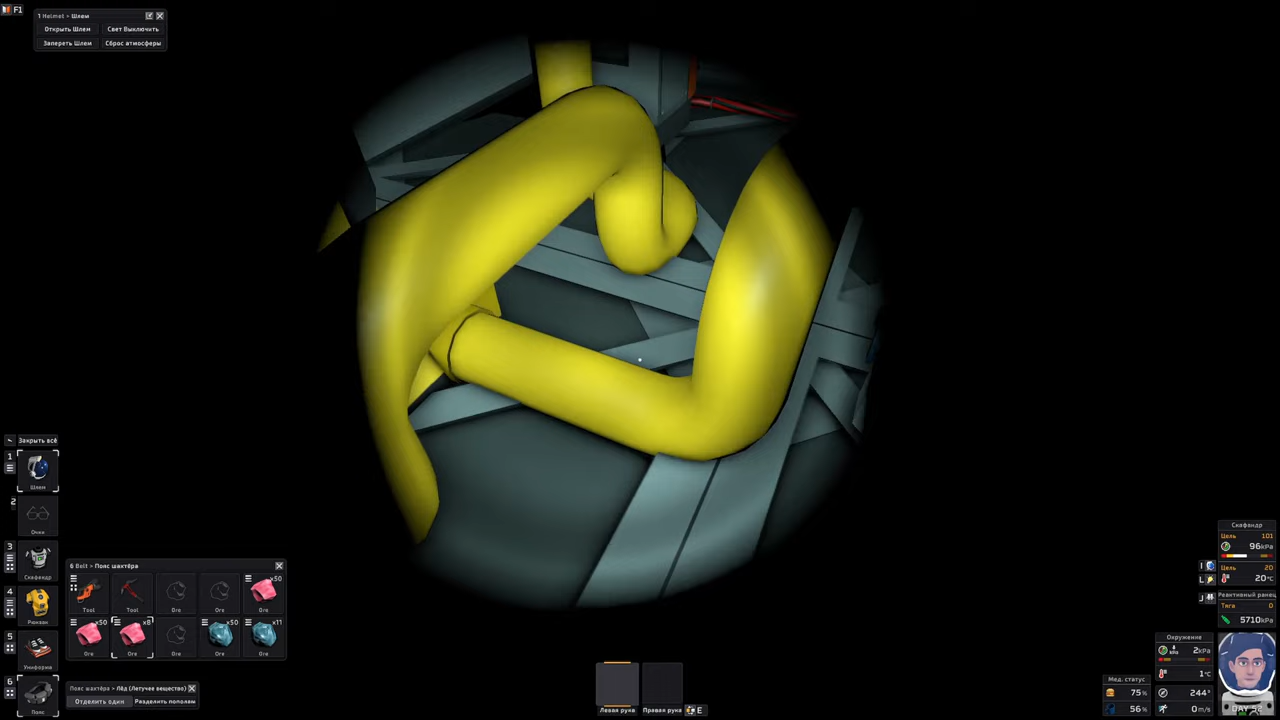 F1
1 Helmet > Шлем
Открыть Шлем Свет Выключить
Запереть Шлем Сброс атмосферы
Закрыть всё
1
Шлем
2
Очки
3
Скафандр
4
Рюкзак
5
Униформа
6
Пояс
6 Belt > Пояс шахтёра
x50
Tool Tool Ore Ore Ore
x50 x8 x50 x11
Ore Ore Ore Ore Ore
Пояс шахтёра > Лёд (Летучее вещество)
Отделить один Разделить пополам
Левая рука Правая рука E
Скафандр
Цель 101
96kPa
Цель 20
20°C
Реактивный ранец
Тяга 0
5710kPa
Окружение
2kPa
1°C
Мед. статус
75%
56%
244°
0m/s
DAY 52